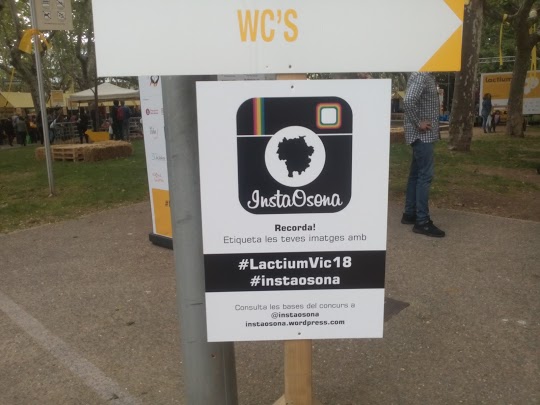 WC'S
InstaOsona
Recorda!
Etiqueta les teves imatges amb
#LactiumVic18
#instaosona
Consulta les bases del concurs a
@instaosona
instaosona.wordpress.com